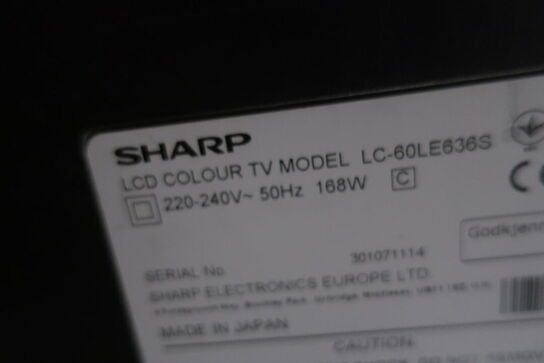 SHARP
LCD COLOUR TV MODEL LC-60LE636S
220-240V~ 50Hz 168W C
Godkjenn
SERIAL No. 301071114
SHARP ELECTRONICS EUROPE LTD.
MADE IN JAPAN
CAUTION